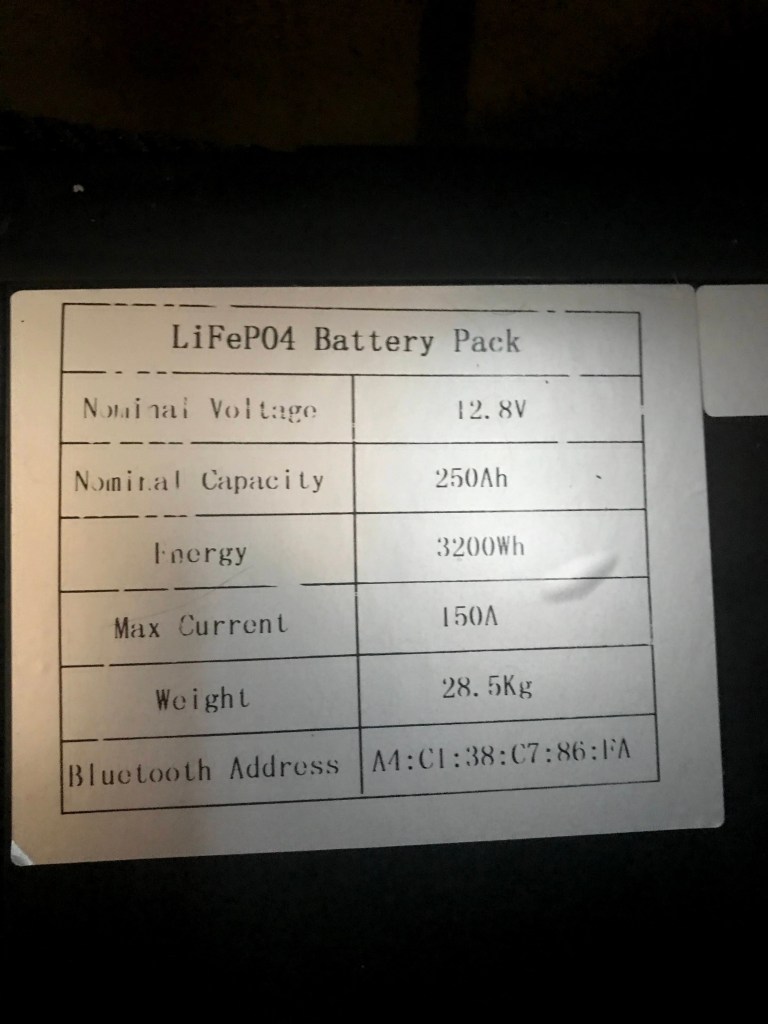 LiFePO4 Battery Pack
Nominal Voltage 12.8V
Nominal Capacity 250Ah
Energy 3200Wh
Max Current 150A
Weight 28.5Kg
Bluetooth Address A4:C1:38:C7:86:FA